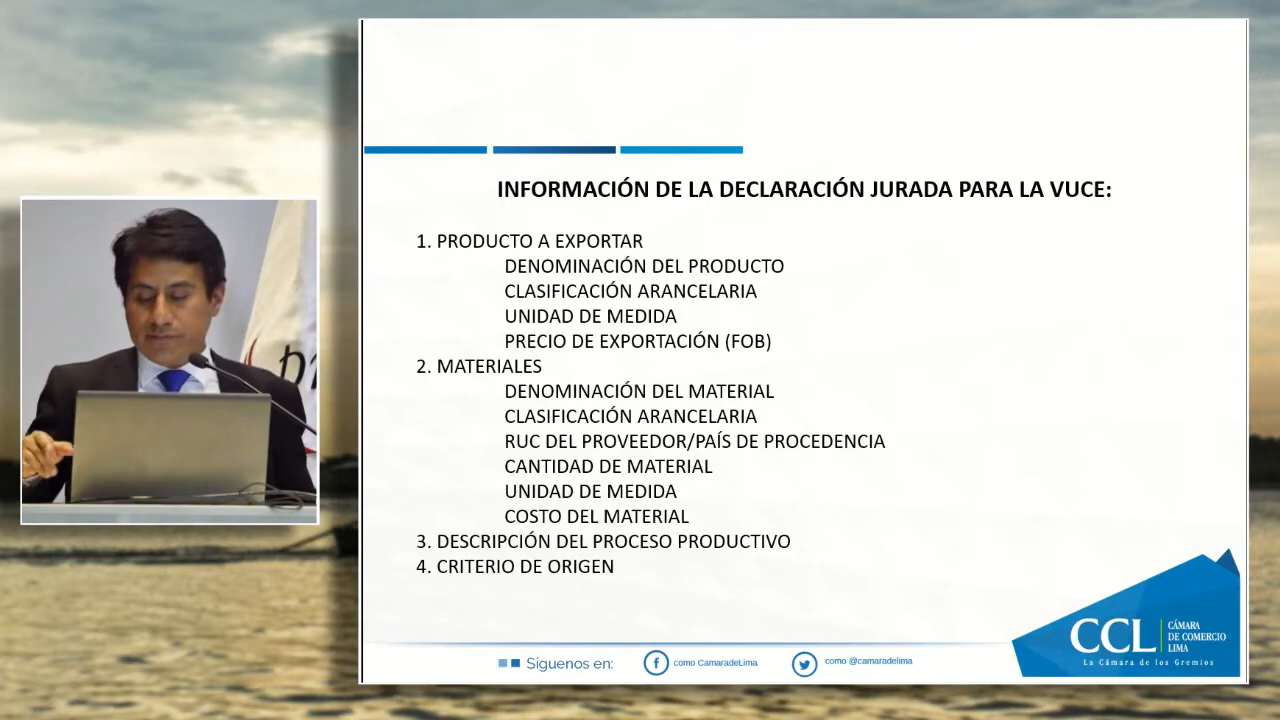 INFORMACIÓN DE LA DECLARACIÓN JURADA PARA LA VUCE:
1. PRODUCTO A EXPORTAR
DENOMINACIÓN DEL PRODUCTO
CLASIFICACIÓN ARANCELARIA
UNIDAD DE MEDIDA
PRECIO DE EXPORTACIÓN (FOB)
2. MATERIALES
DENOMINACIÓN DEL MATERIAL
CLASIFICACIÓN ARANCELARIA
RUC DEL PROVEEDOR/PAÍS DE PROCEDENCIA
CANTIDAD DE MATERIAL
UNIDAD DE MEDIDA
COSTO DEL MATERIAL
3. DESCRIPCIÓN DEL PROCESO PRODUCTIVO
4. CRITERIO DE ORIGEN
Siguenos en:
como CamaradeLima
como @camaradelima
CCL
CÁMARA
DE COMERCIO
LIMA
La Cámara de los Gremios